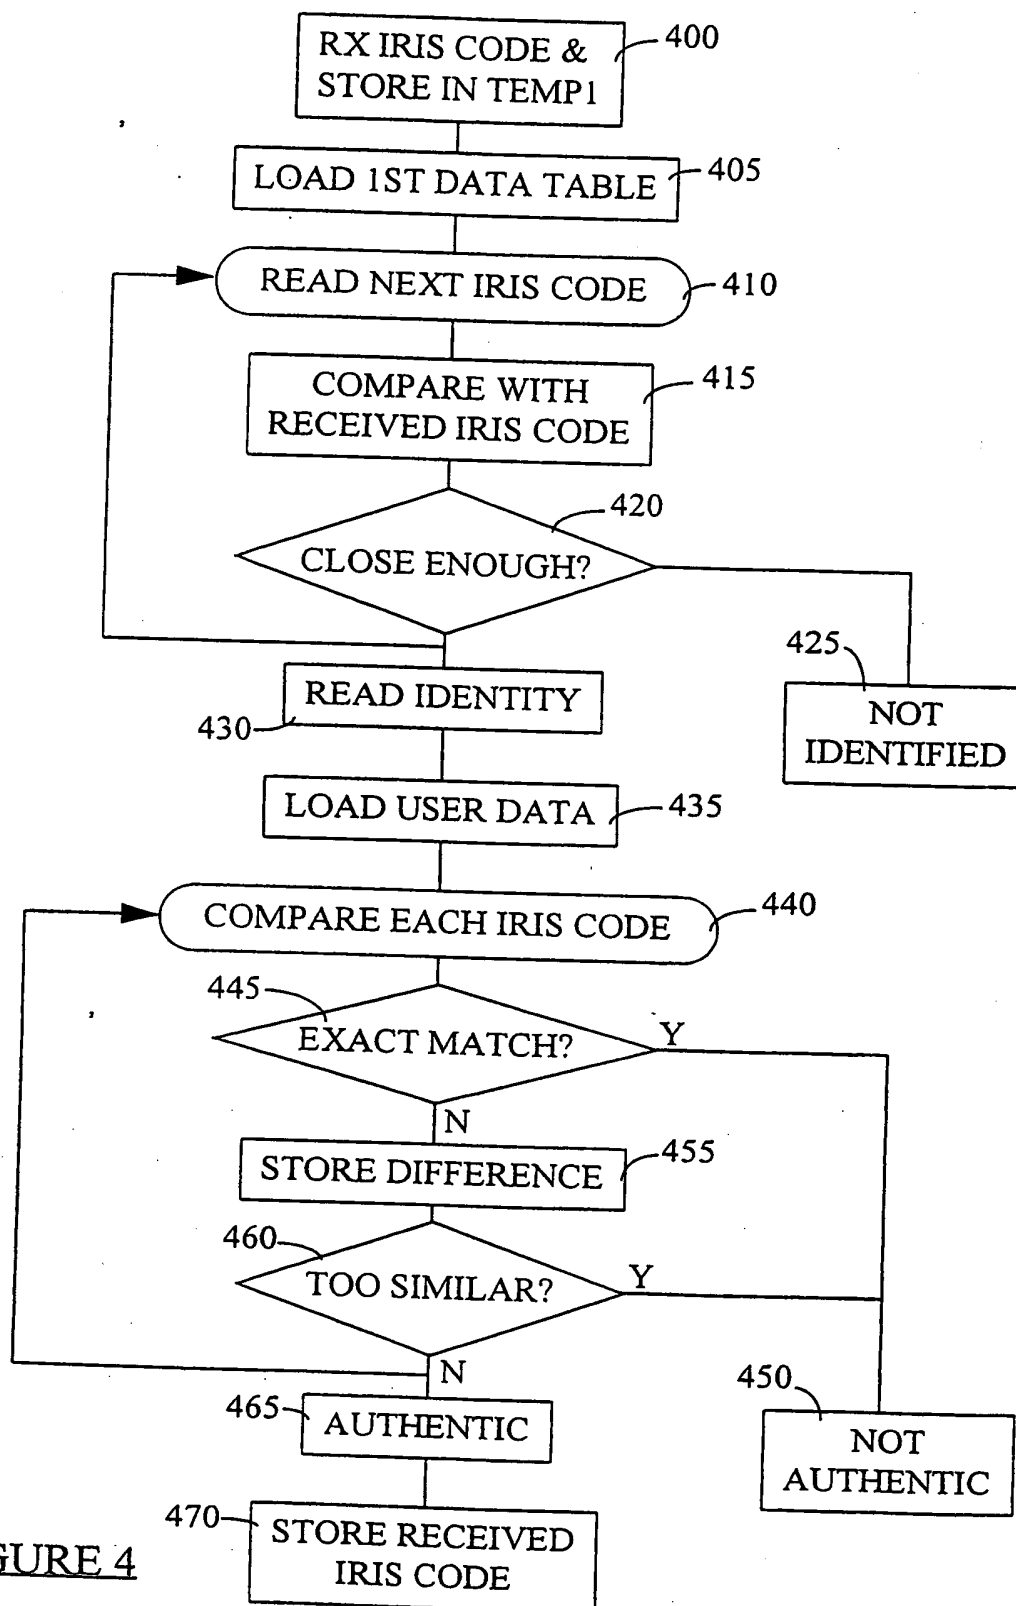 RX IRIS CODE &
STORE IN TEMP1
400
LOAD 1ST DATA TABLE
405
READ NEXT IRIS CODE
410
COMPARE WITH
RECEIVED IRIS CODE
415
420
CLOSE ENOUGH?
425
NOT
IDENTIFIED
READ IDENTITY
430
LOAD USER DATA
435
COMPARE EACH IRIS CODE
440
445
EXACT MATCH?
Y
N
STORE DIFFERENCE
455
460
TOO SIMILAR?
Y
N
465
AUTHENTIC
450
NOT
AUTHENTIC
470
STORE RECEIVED
IRIS CODE
GURE 4